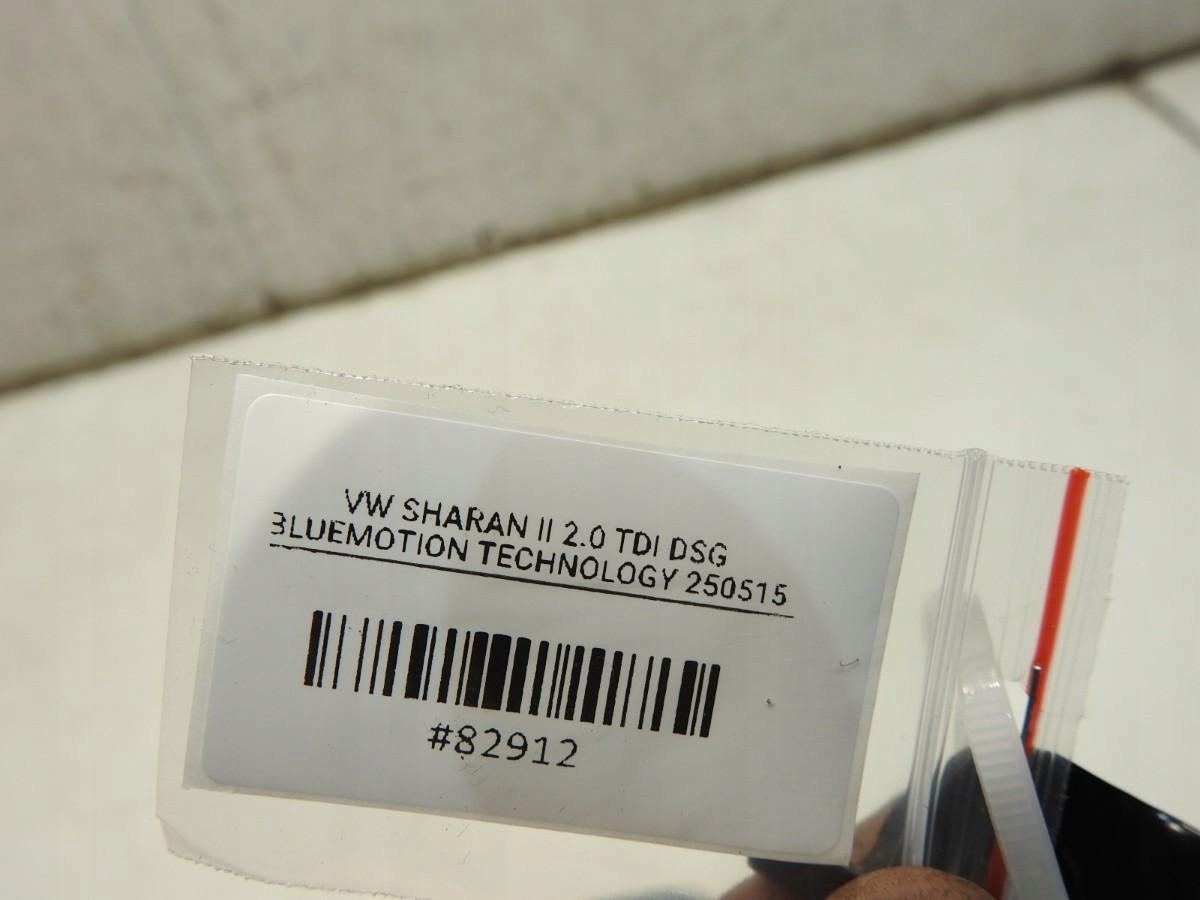 VW SHARAN II 2.0 TDI DSG
BLUEMOTION TECHNOLOGY 250515
#82912